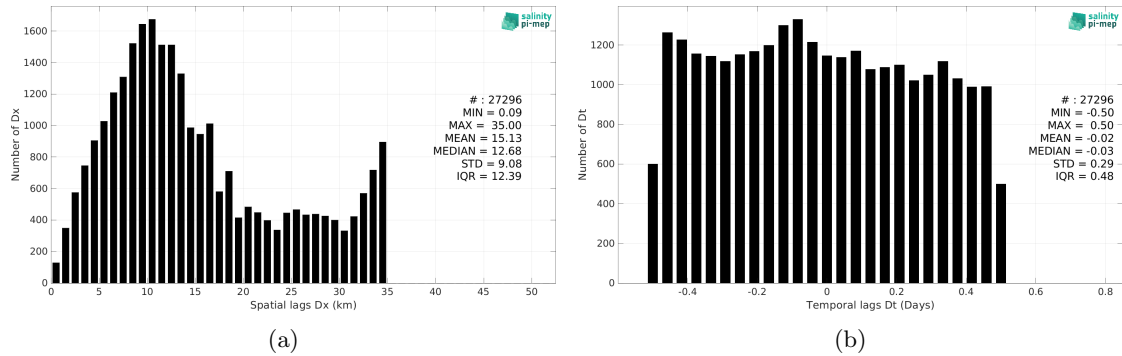 salinity
pi-mep
1600
1400
1200
1000
800
600
400
200
0
Number of Dx
# : 27296
MIN = 0.09
MAX = 35.00
MEAN = 15.13
MEDIAN = 12.68
STD = 9.08
IQR = 12.39
0 5 10 15 20 25 30 35 40 45 50
Spatial lags Dx (km)
(a)
salinity
pi-mep
1200
1000
800
600
400
200
0
Number of Dt
# : 27296
MIN = -0.50
MAX = 0.50
MEAN = -0.02
MEDIAN = -0.03
STD = 0.29
IQR = 0.48
-0.4 -0.2 0 0.2 0.4 0.6 0.8
Temporal lags Dt (Days)
(b)